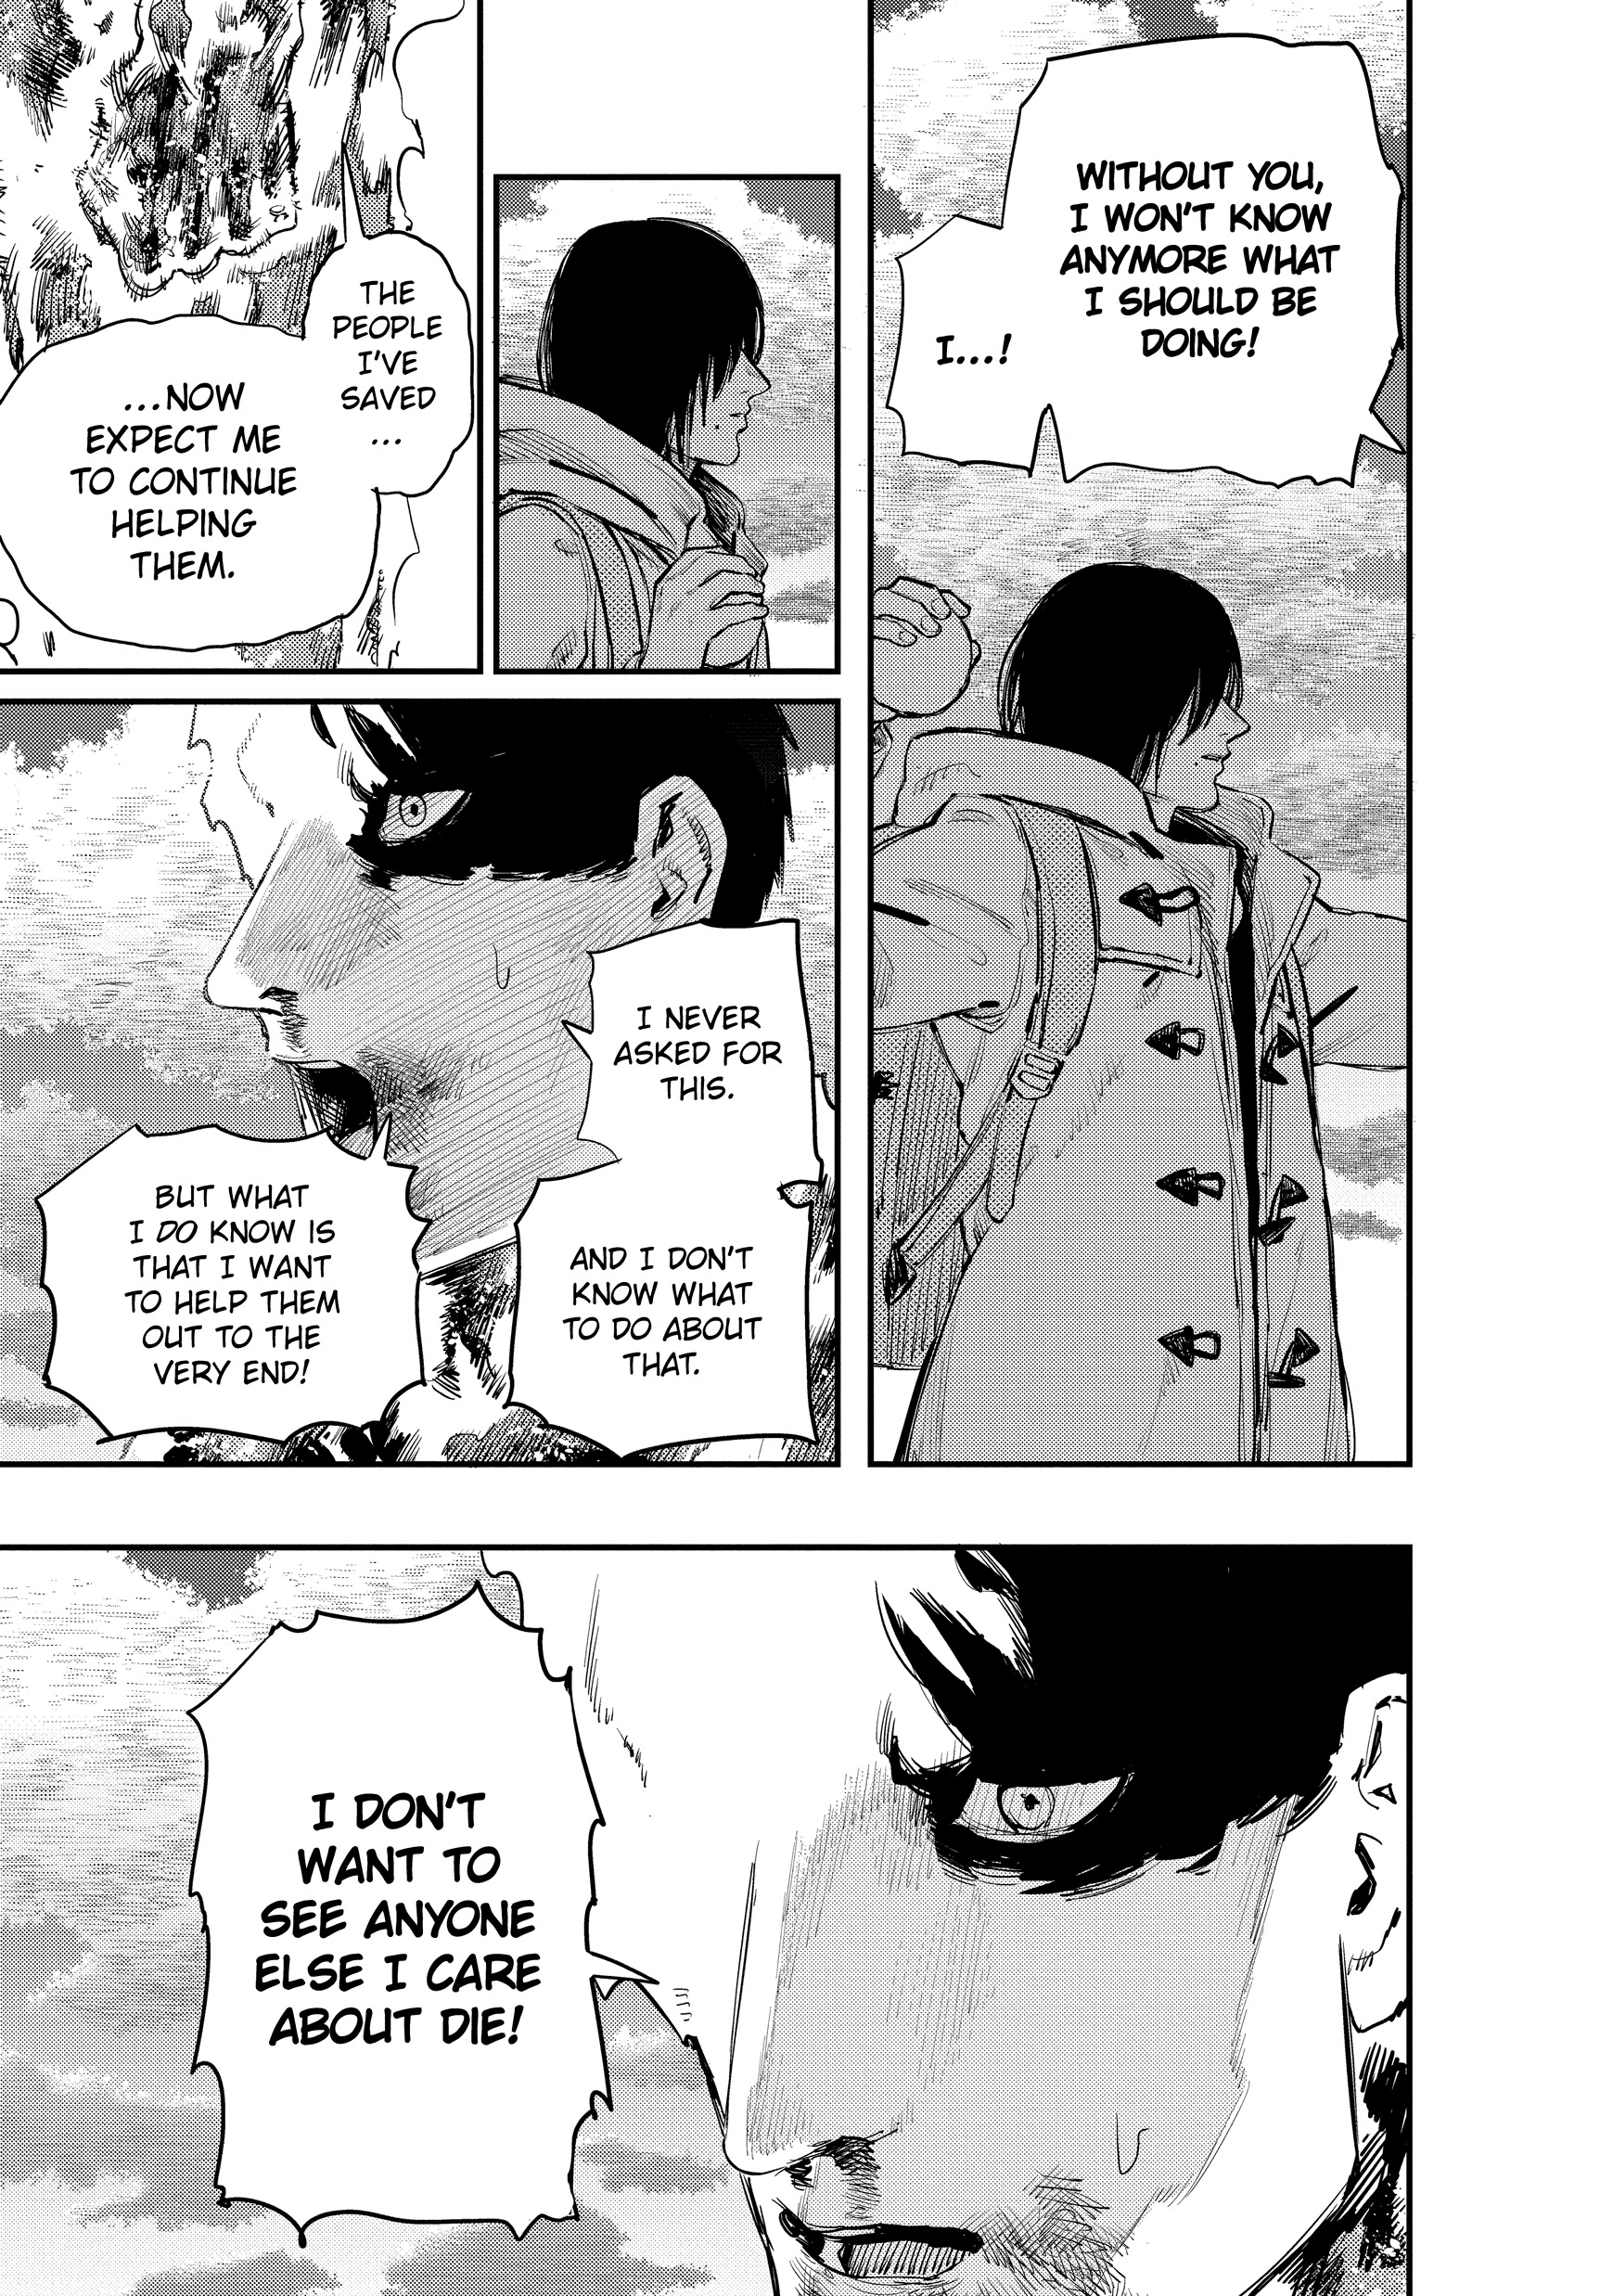 WITHOUT YOU,
I WON'T KNOW
ANYMORE WHAT
I SHOULD BE
DOING!
I...!
THE
PEOPLE
I'VE
SAVED
...
...NOW
EXPECT ME
TO CONTINUE
HELPING
THEM.
I NEVER
ASKED FOR
THIS.
AND I DON'T
KNOW WHAT
TO DO ABOUT
THAT.
BUT WHAT
I DO KNOW IS
THAT I WANT
TO HELP THEM
OUT TO THE
VERY END!
I DON'T
WANT TO
SEE ANYONE
ELSE I CARE
ABOUT DIE!